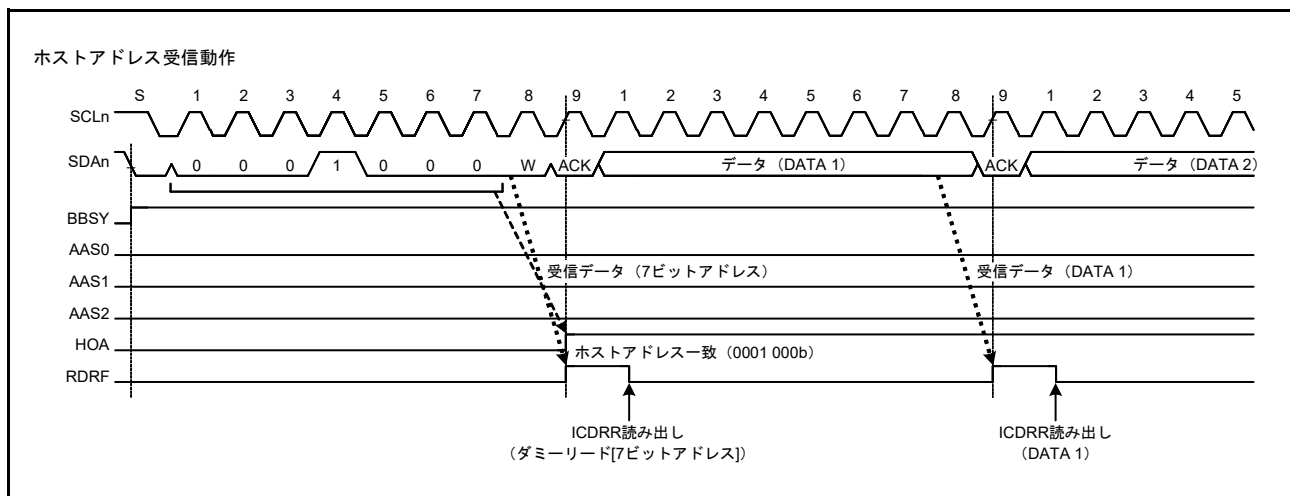 ホストアドレス受信動作
S 1 2 3 4 5 6 7 8 9 1 2 3 4 5 6 7 8 9 1 2 3 4 5
SCLn
SDAn 0 0 0 1 0 0 0 W ACK データ（DATA 1） ACK データ（DATA 2）
BBSY
AAS0
受信データ（7ビットアドレス） 受信データ（DATA 1）
AAS1
AAS2
HOA ホストアドレス一致（0001 000b）
RDRF
ICDRR読み出し
（ダミーリード[7ビットアドレス]）
ICDRR読み出し
（DATA 1）